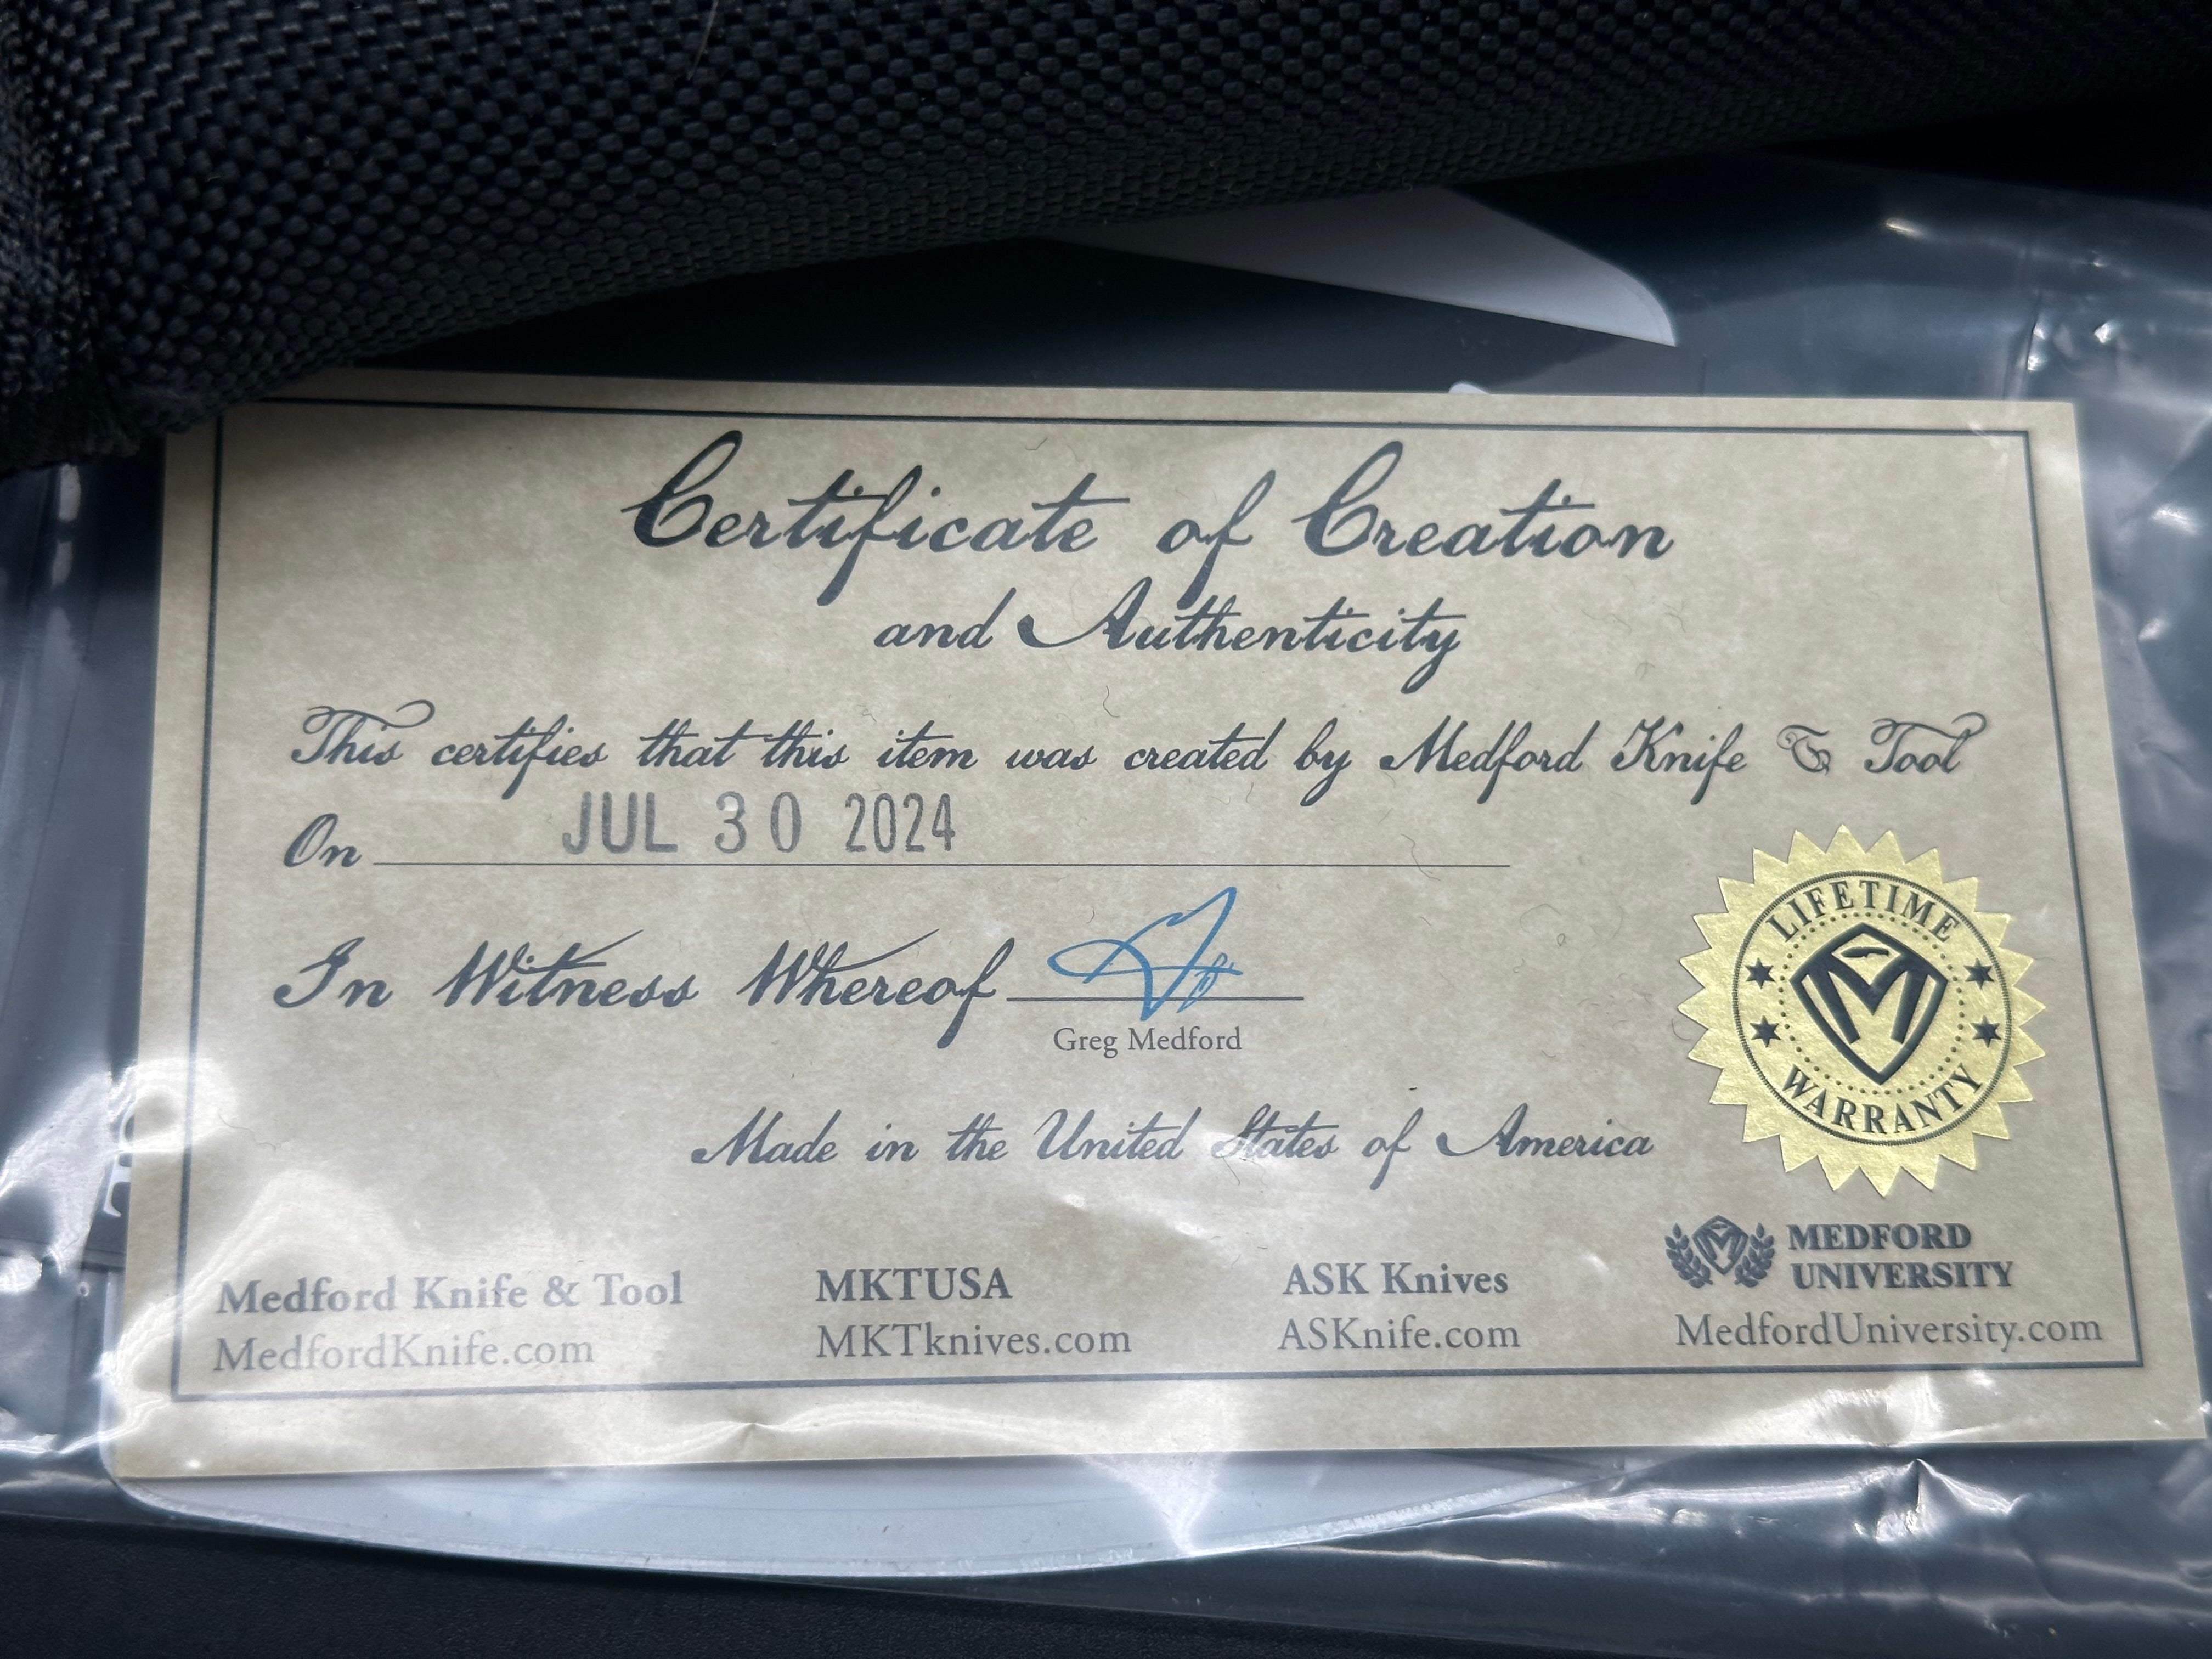 Certificate of Creation
and Authenticity
This certifies that this item was created by Medford Knife & Tool
On JUL 30 2024
In Witness Whereof
Greg Medford
LIFETIME
M
WARRANTY
Made in the United States of America
Medford Knife & Tool
MedfordKnife.com
MKTUSA
MKTknives.com
ASK Knives
ASKnife.com
MEDFORD
UNIVERSITY
MedfordUniversity.com